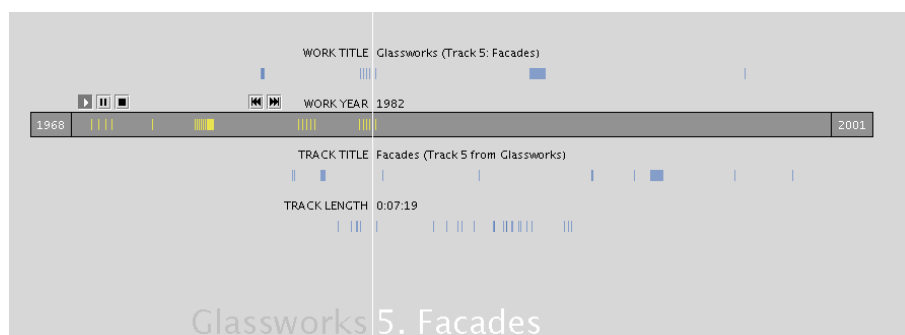 WORK TITLE Glassworks (Track 5: Facades)
WORK YEAR 1982
1968 2001
TRACK TITLE Facades (Track 5 from Glassworks)
TRACK LENGTH 0:07:19
Glassworks 5. Facades